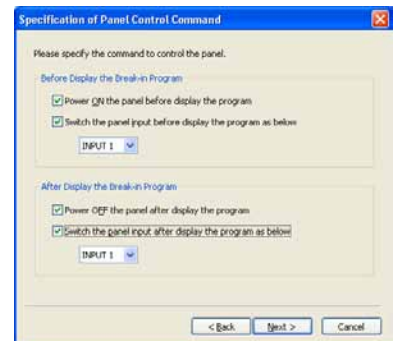 Specification of Panel Control Command
Please specify the command to control the panel.
Before Display the Break-in Program
Power ON the panel before display the program
Switch the panel input before display the program as below
INPUT 1
After Display the Break-in Program
Power OFF the panel after display the program
Switch the panel input after display the program as below
INPUT 1
< Back
Next >
Cancel